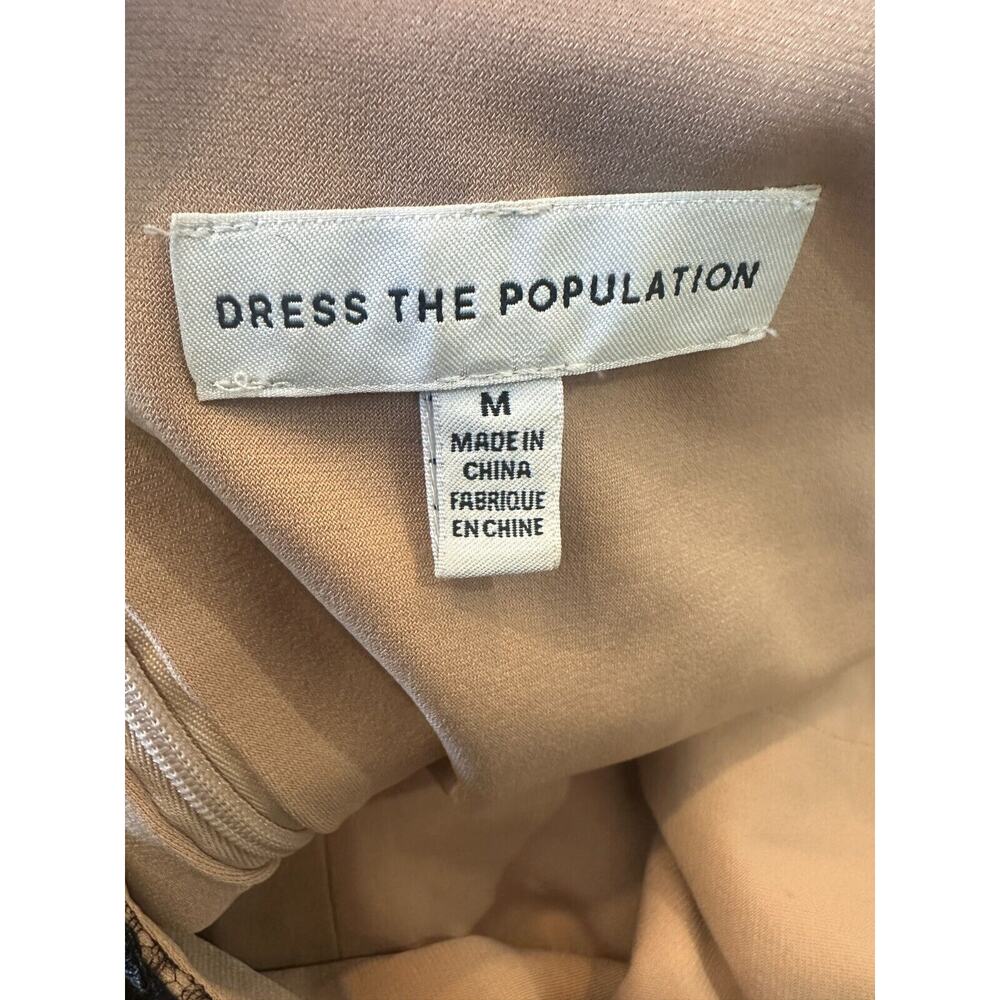 DRESS THE POPULATION
M
MADE IN
CHINA
FABRIQUE
EN CHINE